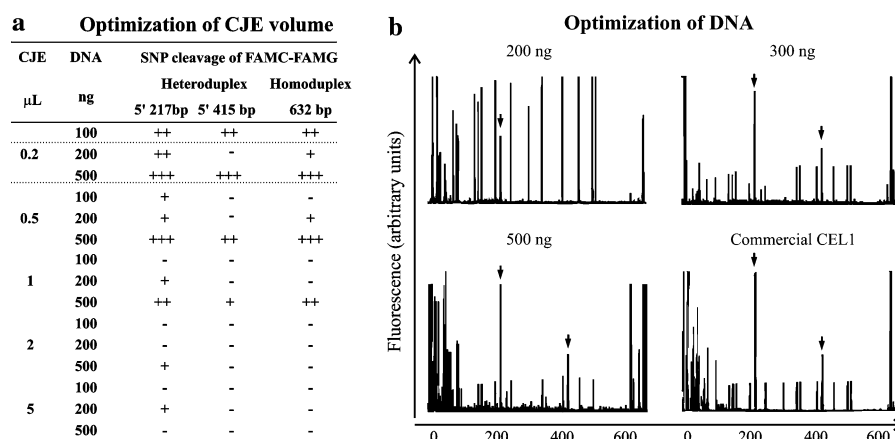 a Optimization of CJE volume
CJE DNA SNP cleavage of FAMC-FAMG
Heteroduplex Homoduplex
μL ng
5' 217bp 5' 415 bp 632 bp
100 ++ ++ ++
0.2 200 ++ - +
500 +++ +++ +++
100 + - -
0.5 200 + - +
500 +++ ++ +++
100 - - -
1 200 + - -
500 ++ + ++
100 - - -
2 200 - - -
500 + - -
100 - - -
5 200 + - -
500 - - -
b Optimization of DNA
200 ng 300 ng
500 ng Commercial CEL1
Fluorescence (arbitrary units)
0 200 400 600 0 200 400 600